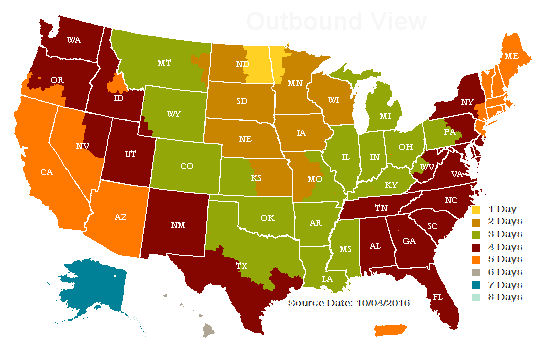 Outbound View
WA
MT
ND
ME
OR
ID
MN
SD
WI
NY
WY
MI
IA
NE
PA
NV
UT
IL
IN
OH
CO
KS
MO
WV
VA
CA
KY
NC
TN
AZ
NM
OK
AR
SC
MS
AL
GA
TX
LA
FL
1 Day
2 Days
3 Days
4 Days
5 Days
6 Days
7 Days
8 Days
Source Date: 10/04/2016